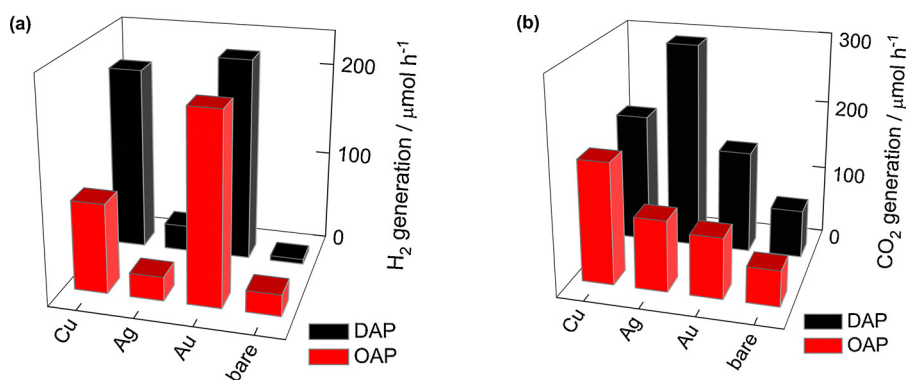 (a)
200
100
0
H₂ generation / μmol h⁻¹
Cu
Ag
Au
bare
DAP
OAP
(b)
300
200
100
0
CO₂ generation / μmol h⁻¹
Cu
Ag
Au
bare
DAP
OAP